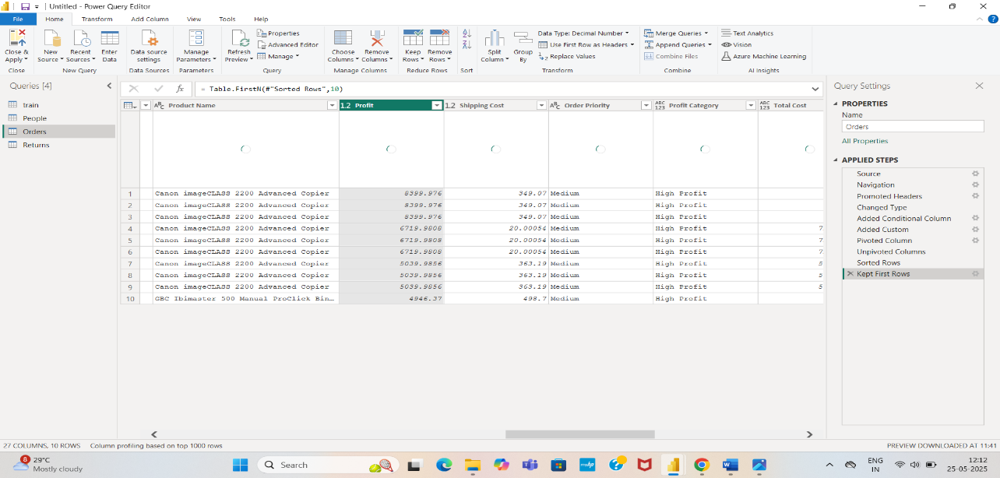 Untitled - Power Query Editor
File Home Transform Add Column View Tools Help
Close & Apply
New Source
Recent Sources
Enter Data
Data source settings
Manage Parameters
Refresh Preview
Properties
Advanced Editor
Manage
Choose Columns
Remove Columns
Keep Rows
Remove Rows
Split Column
Group By
Data Type: Decimal Number
Use First Row as Headers
Replace Values
Merge Queries
Append Queries
Combine Files
Text Analytics
Vision
Azure Machine Learning
Close New Query Data Sources Parameters Query Manage Columns Reduce Rows Sort Transform Combine AI Insights
Queries [4]
train
People
Orders
Returns
fx = Table.FirstN(#"Sorted Rows",10)
ABC Product Name 1.2 Profit 1.2 Shipping Cost ABC Order Priority ABC 123 Profit Category ABC 123 Total Cost
1 Canon imageCLASS 2200 Advanced Copier 8399.976 349.07 Medium High Profit
2 Canon imageCLASS 2200 Advanced Copier 8399.976 349.07 Medium High Profit
3 Canon imageCLASS 2200 Advanced Copier 8399.976 349.07 Medium High Profit
4 Canon imageCLASS 2200 Advanced Copier 6719.9808 20.00054 Medium High Profit 7
5 Canon imageCLASS 2200 Advanced Copier 6719.9808 20.00054 Medium High Profit 7
6 Canon imageCLASS 2200 Advanced Copier 6719.9808 20.00054 Medium High Profit 7
7 Canon imageCLASS 2200 Advanced Copier 5039.9856 363.19 Medium High Profit 5
8 Canon imageCLASS 2200 Advanced Copier 5039.9856 363.19 Medium High Profit 5
9 Canon imageCLASS 2200 Advanced Copier 5039.9856 363.19 Medium High Profit 5
10 GBC Ibimaster 500 Manual ProClick Bin... 4946.37 498.7 Medium High Profit
Query Settings
PROPERTIES
Name
Orders
All Properties
APPLIED STEPS
Source
Navigation
Promoted Headers
Changed Type
Added Conditional Column
Added Custom
Pivoted Column
Unpivoted Columns
Sorted Rows
Kept First Rows
27 COLUMNS, 10 ROWS Column profiling based on top 1000 rows PREVIEW DOWNLOADED AT 11:41
8
29°C
Mostly cloudy
Search
myhp
ENG
IN
12:12
25-05-2025